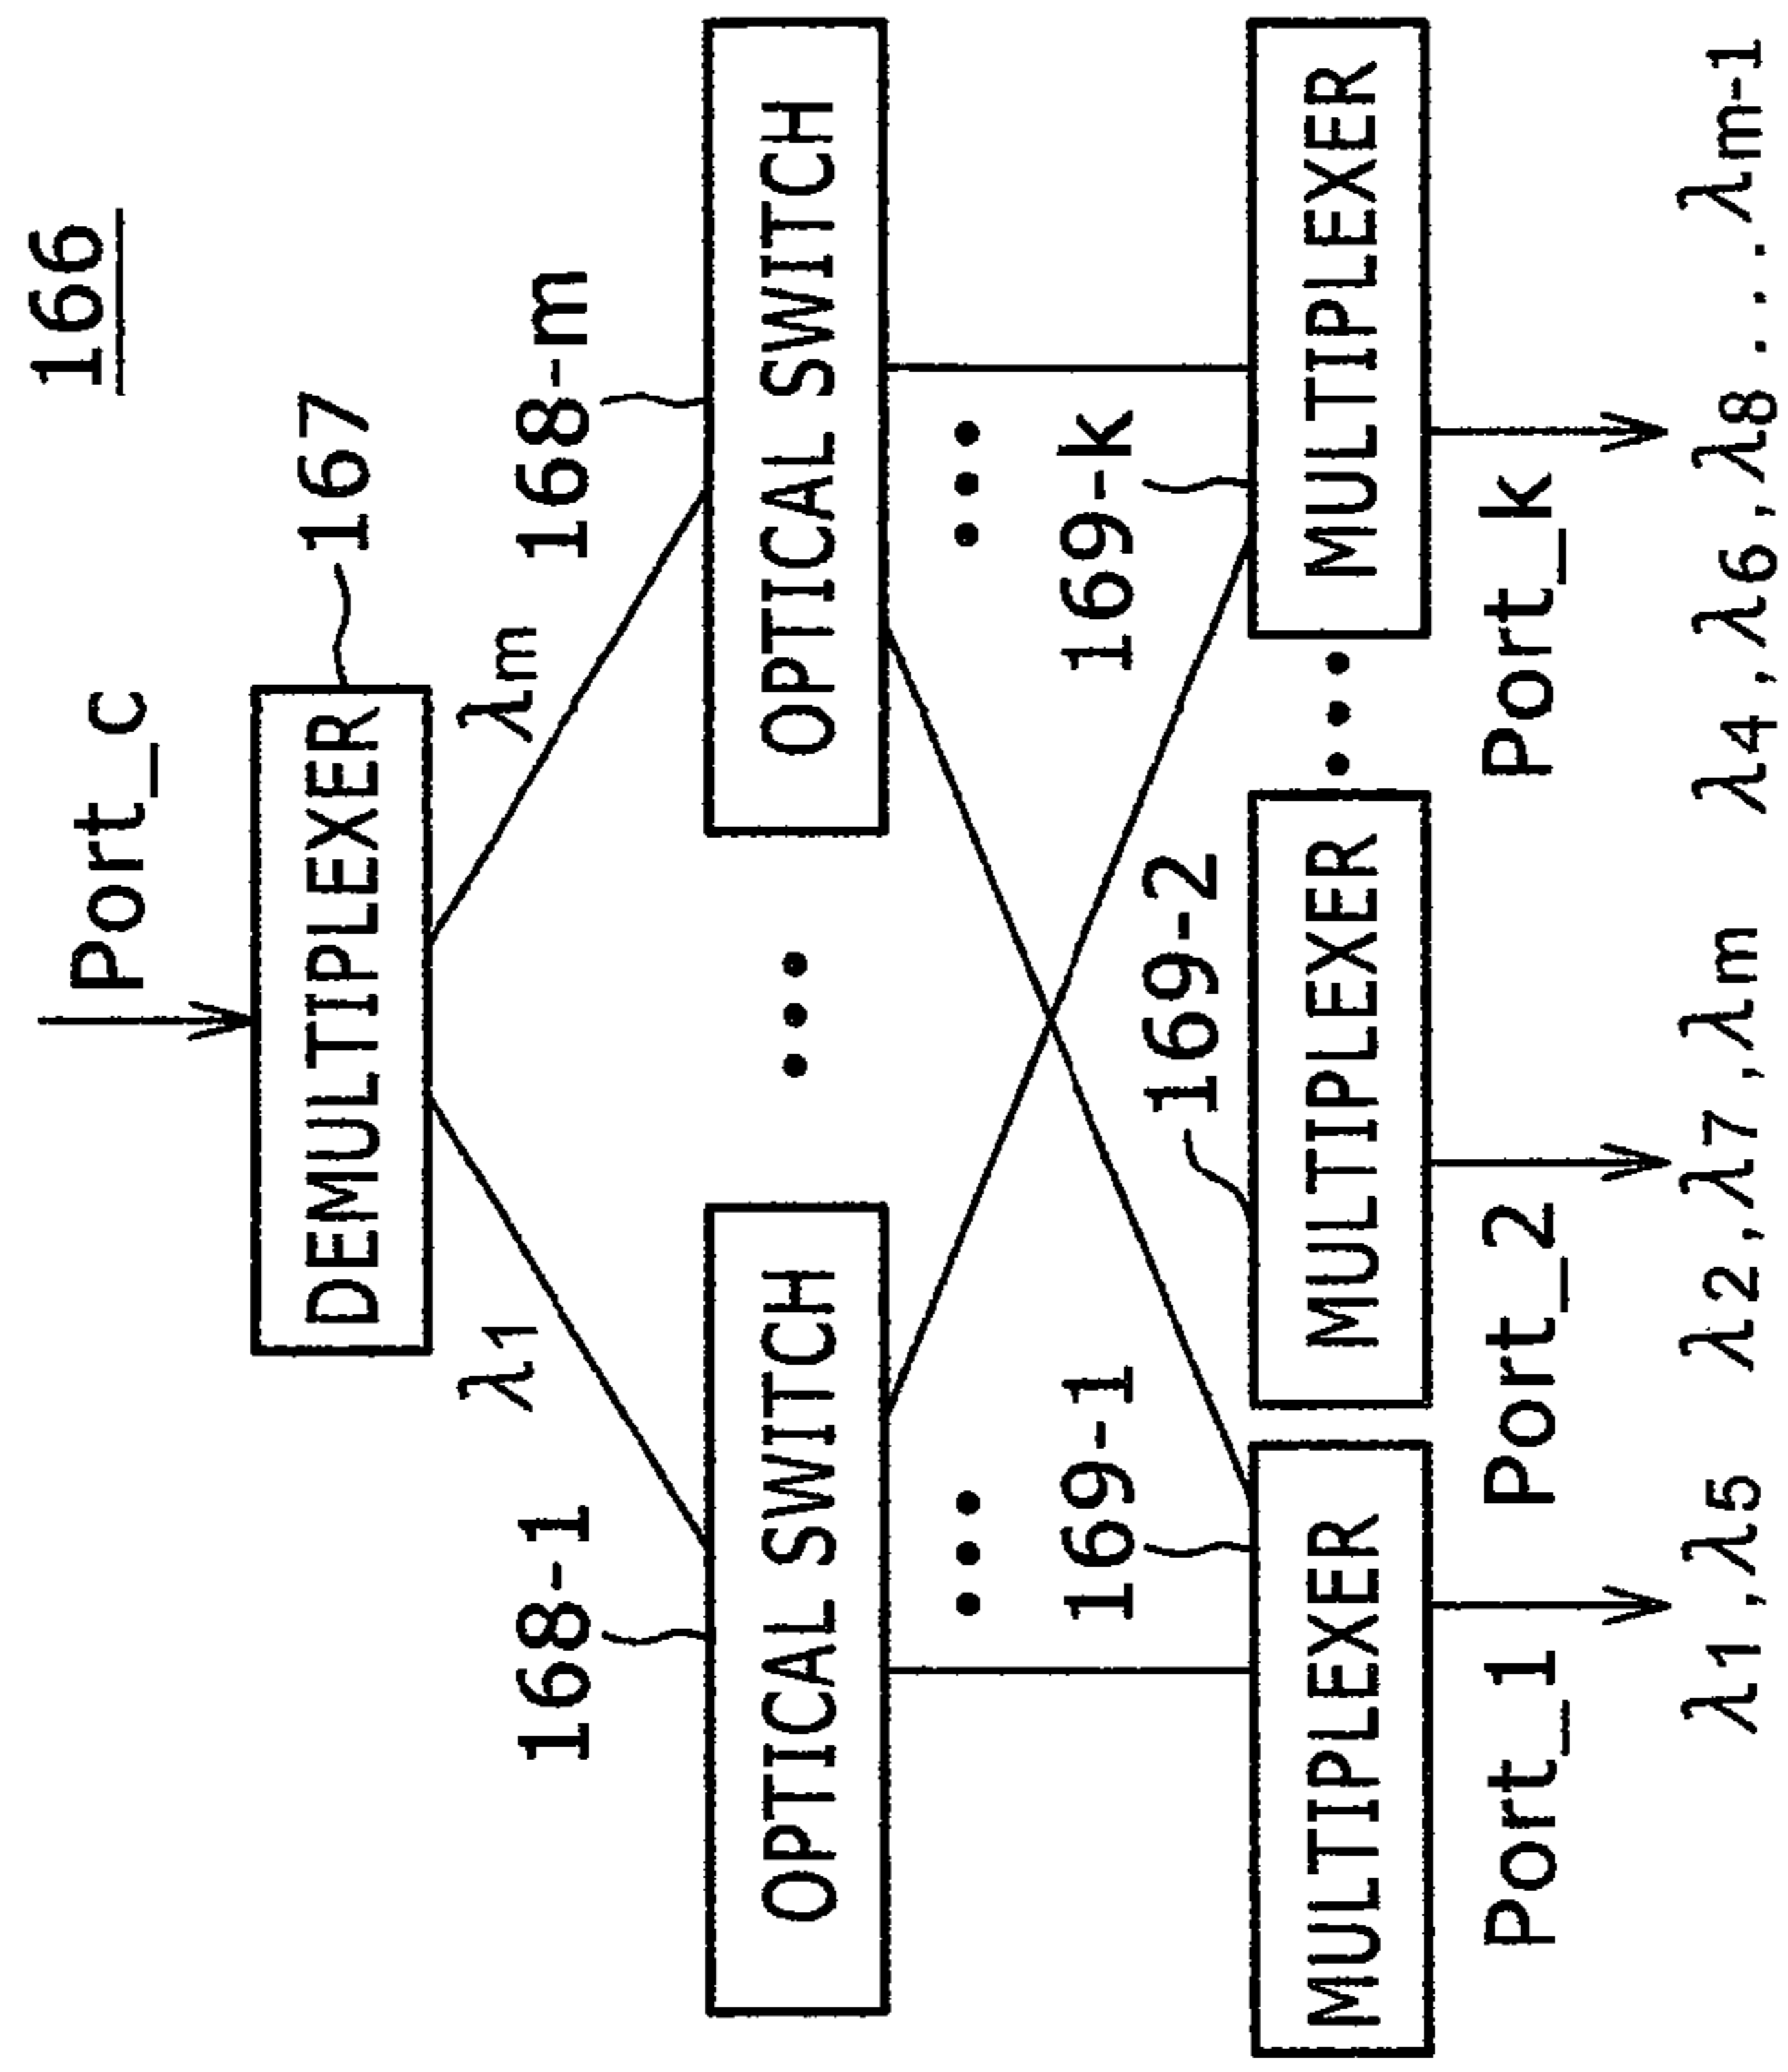 166
Port_c
DEMULTIPLEXER
167
λ1
λm
168-1
168-m
OPTICAL SWITCH
OPTICAL SWITCH
169-1
169-2
169-k
MULTIPLEXER
MULTIPLEXER
MULTIPLEXER
Port_1
Port_2
Port_k
λ1,λ5
λ2,λ7,λm
λ4,λ6,λ8...λm-1